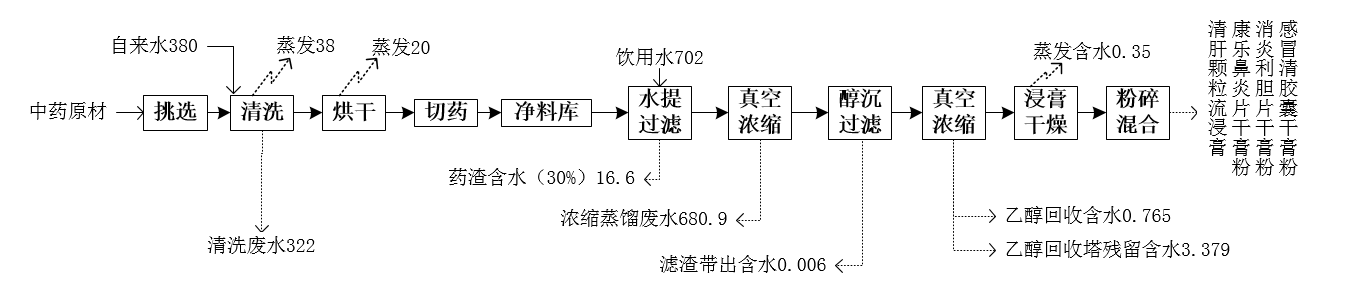 自来水380
蒸发38
蒸发20
饮用水702
蒸发含水0.35
中药原材
挑选
清洗
烘干
切药
净料库
水提
过滤
真空
浓缩
醇沉
过滤
真空
浓缩
浸膏
干燥
粉碎
混合
清肝颗粒流浸膏
康乐鼻炎片干膏粉
消炎利胆片干膏粉
感冒清胶囊干膏粉
药渣含水（30%）16.6
浓缩蒸馏废水680.9
清洗废水322
滤渣带出含水0.006
乙醇回收含水0.765
乙醇回收塔残留含水3.379